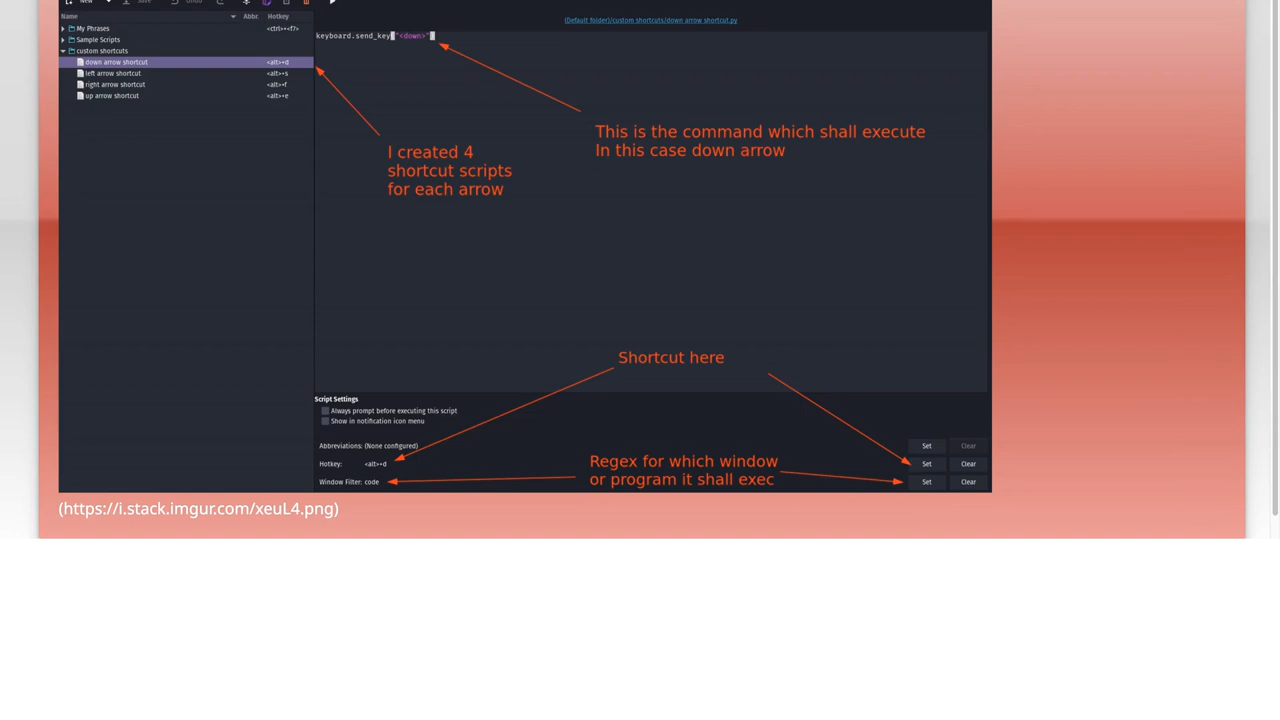 New Save Undo
Name Abbr. Hotkey
My Phrases <ctrl>+<f7>
Sample Scripts
custom shortcuts
down arrow shortcut <alt>+d
left arrow shortcut <alt>+s
right arrow shortcut <alt>+f
up arrow shortcut <alt>+e
(Default folder)/custom shortcuts/down arrow shortcut.py
keyboard.send_key("<down>")
This is the command which shall execute
In this case down arrow
I created 4
shortcut scripts
for each arrow
Shortcut here
Script Settings
Always prompt before executing this script
Show in notification icon menu
Abbreviations: (None configured) Set Clear
Hotkey: <alt>+d Set Clear
Regex for which window
or program it shall exec
Window Filter: code Set Clear
(https://i.stack.imgur.com/xeuL4.png)